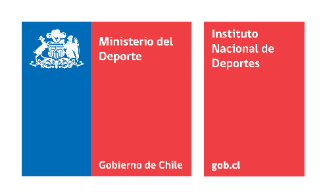 Ministerio del
Deporte
Gobierno de Chile
Instituto
Nacional de
Deportes
gob.cl